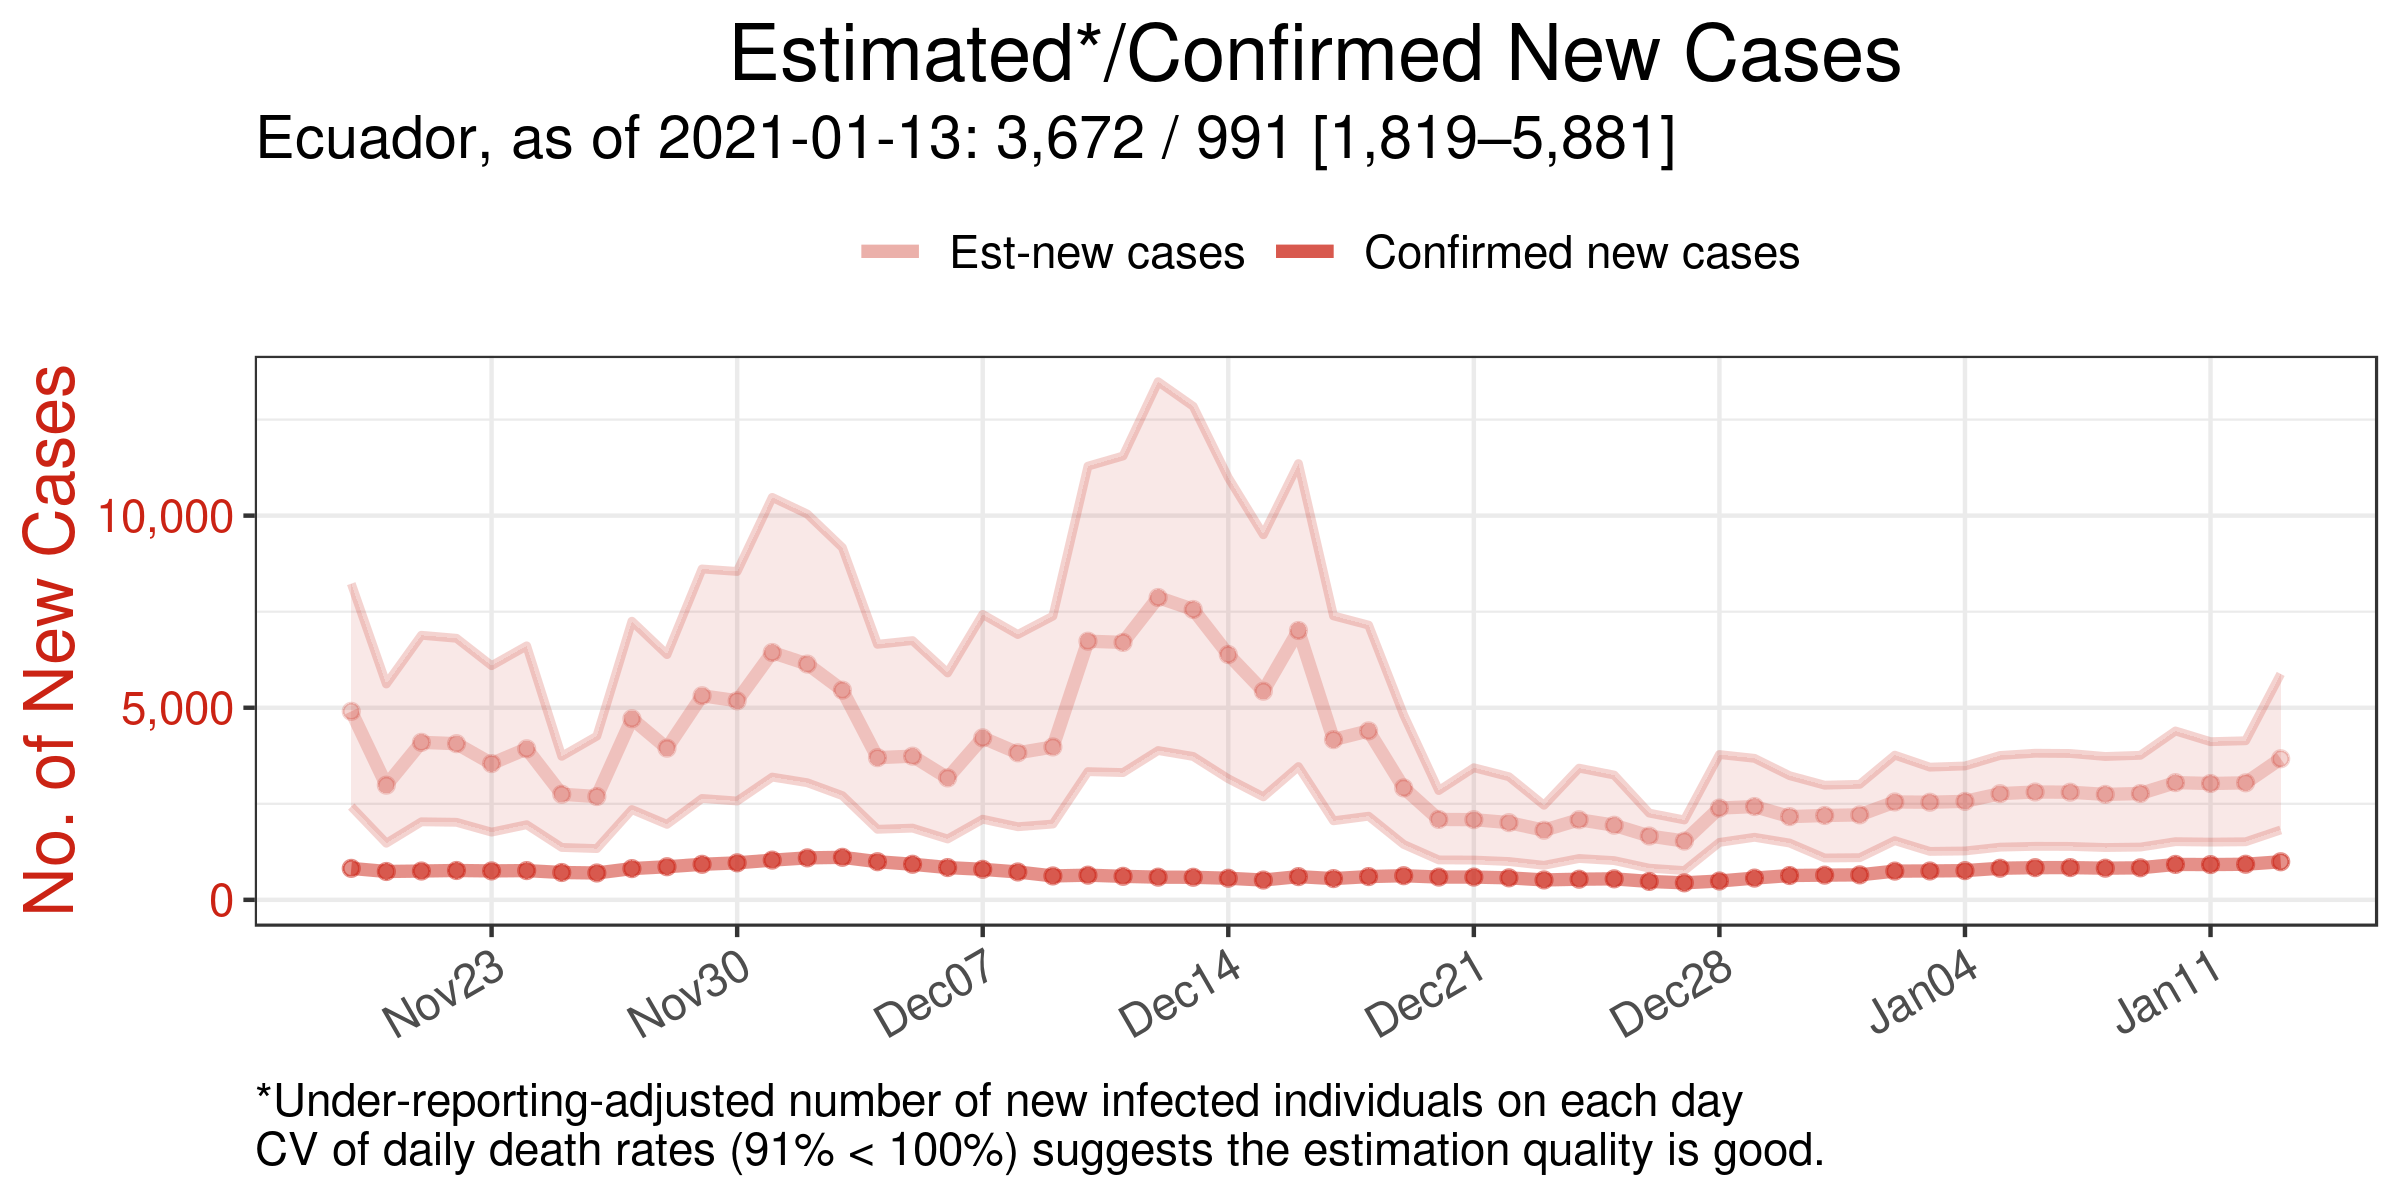 Estimated*/Confirmed New Cases
Ecuador, as of 2021-01-13: 3,672 / 991 [1,819–5,881]
Est-new cases Confirmed new cases
No. of New Cases
10,000
5,000
0
Nov23 Nov30 Dec07 Dec14 Dec21 Dec28 Jan04 Jan11
*Under-reporting-adjusted number of new infected individuals on each day
CV of daily death rates (91% < 100%) suggests the estimation quality is good.